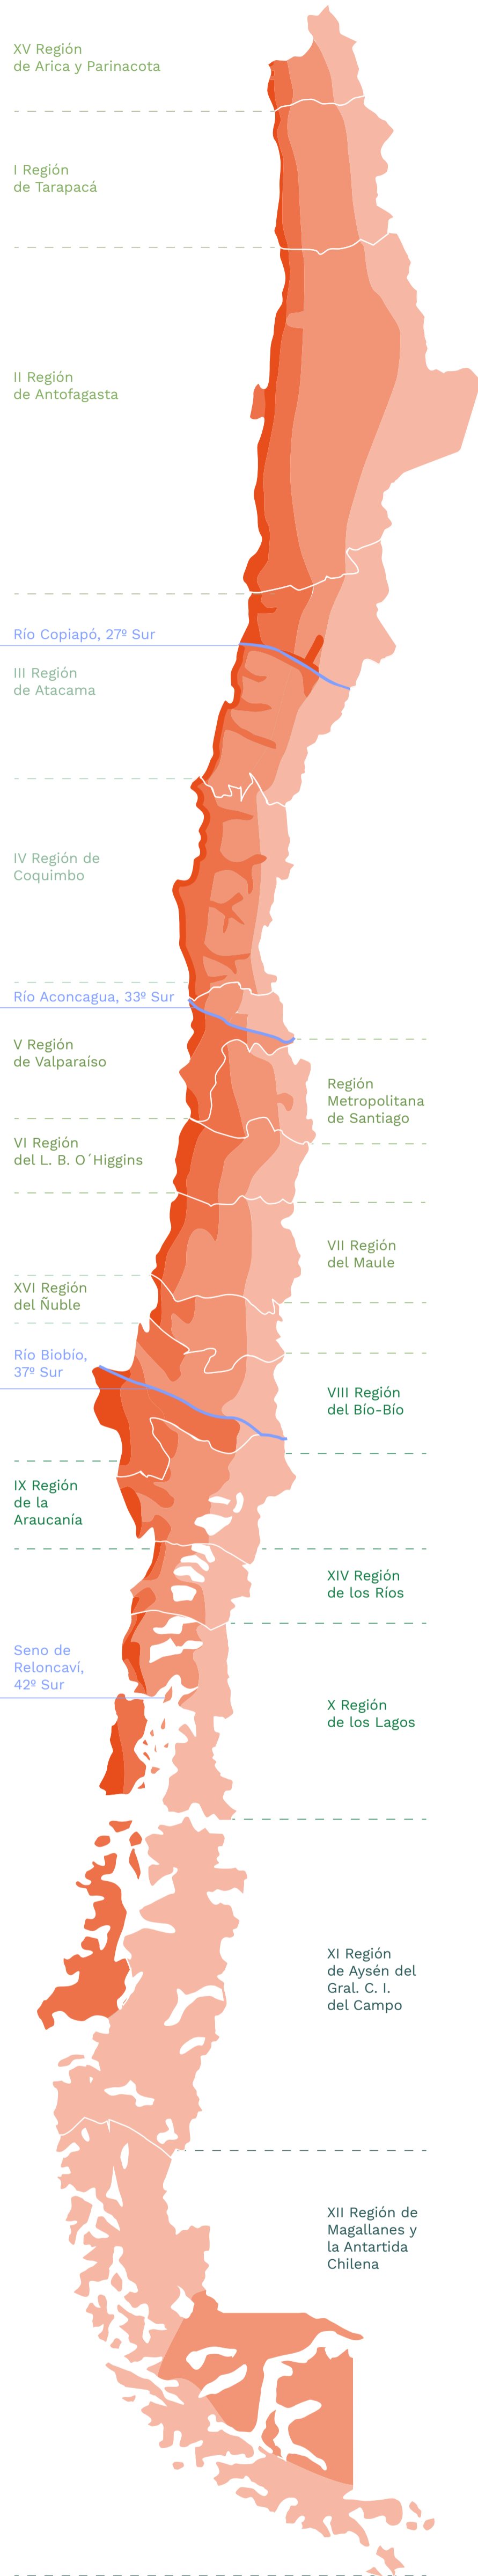 XV Región
de Arica y Parinacota
I Región
de Tarapacá
II Región
de Antofagasta
Río Copiapó, 27º Sur
III Región
de Atacama
IV Región de
Coquimbo
Río Aconcagua, 33º Sur
V Región
de Valparaíso
Región
Metropolitana
de Santiago
VI Región
del L. B. O´Higgins
VII Región
del Maule
XVI Región
del Ñuble
Río Biobío,
37º Sur
VIII Región
del Bío-Bío
IX Región
de la
Araucanía
XIV Región
de los Ríos
Seno de
Reloncaví,
42º Sur
X Región
de los Lagos
XI Región
de Aysén del
Gral. C. I.
del Campo
XII Región de
Magallanes y
la Antartida
Chilena